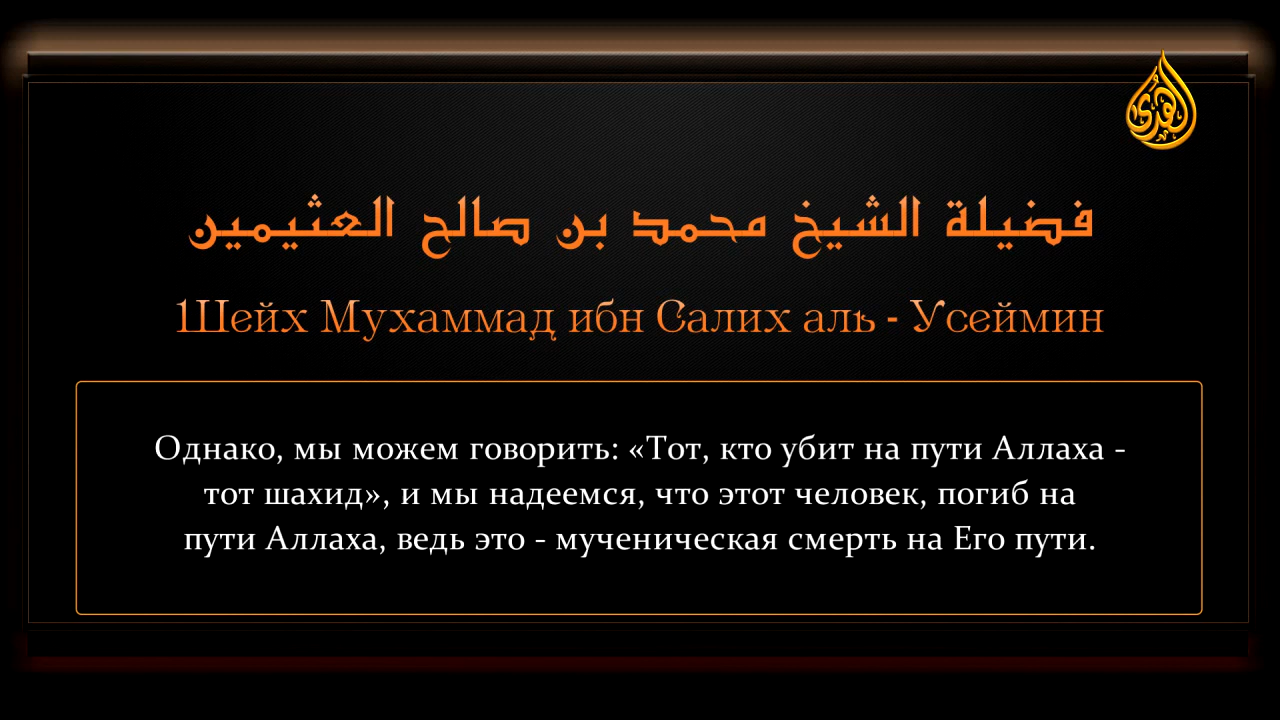 الهدى
فضيلة الشيخ محمد بن صالح العثيمين
Шейх Мухаммад ибн Салих аль - Усеймин
Однако, мы можем говорить: «Тот, кто убит на пути Аллаха -
тот шахид», и мы надеемся, что этот человек, погиб на
пути Аллаха, ведь это - мученическая смерть на Его пути.